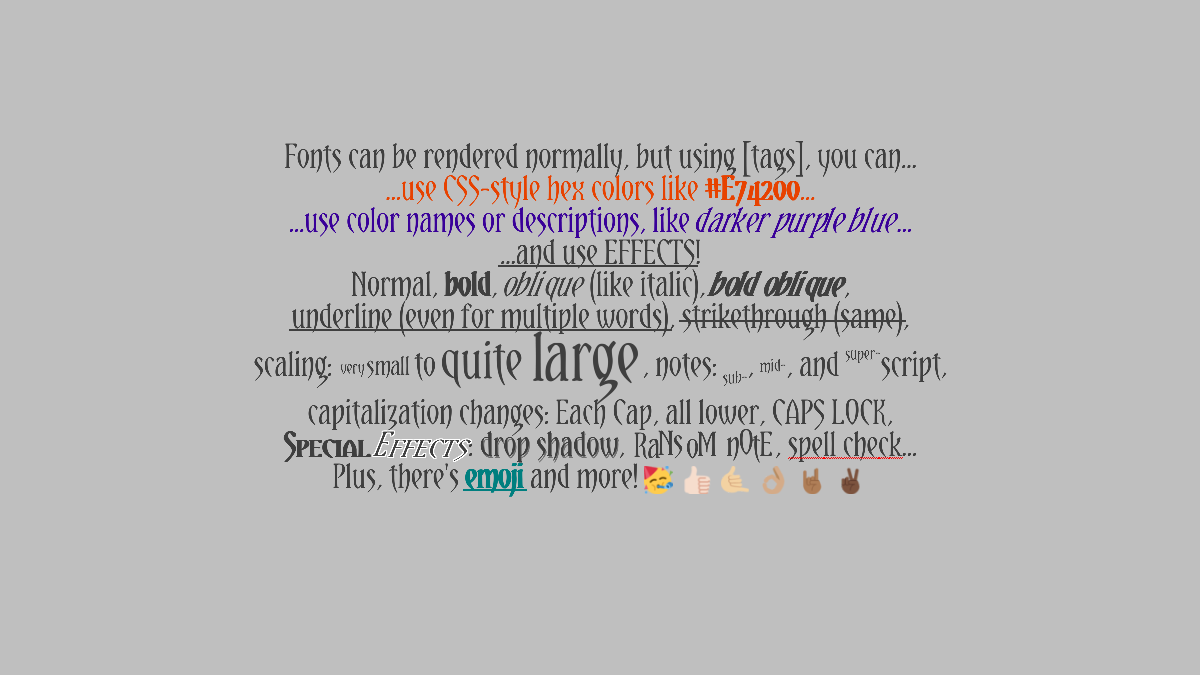 Fonts can be rendered normally, but using [tags], you can...
...use CSS-style hex colors like #E74200...
...use color names or descriptions, like darker purple blue...
...and use EFFECTS!
Normal, bold, oblique (like italic), bold oblique,
underline (even for multiple words), strikethrough (same),
scaling: very small to quite large , notes: sub-, mid-, and super-script,
capitalization changes: Each Cap, all lower, CAPS LOCK,
Special Effects: drop shadow, RaNsoM nOtE, spell check...
Plus, there's emoji and more! 🥳 👍🏻 🤙🏼 👌🏽 🤘🏾 ✌🏿